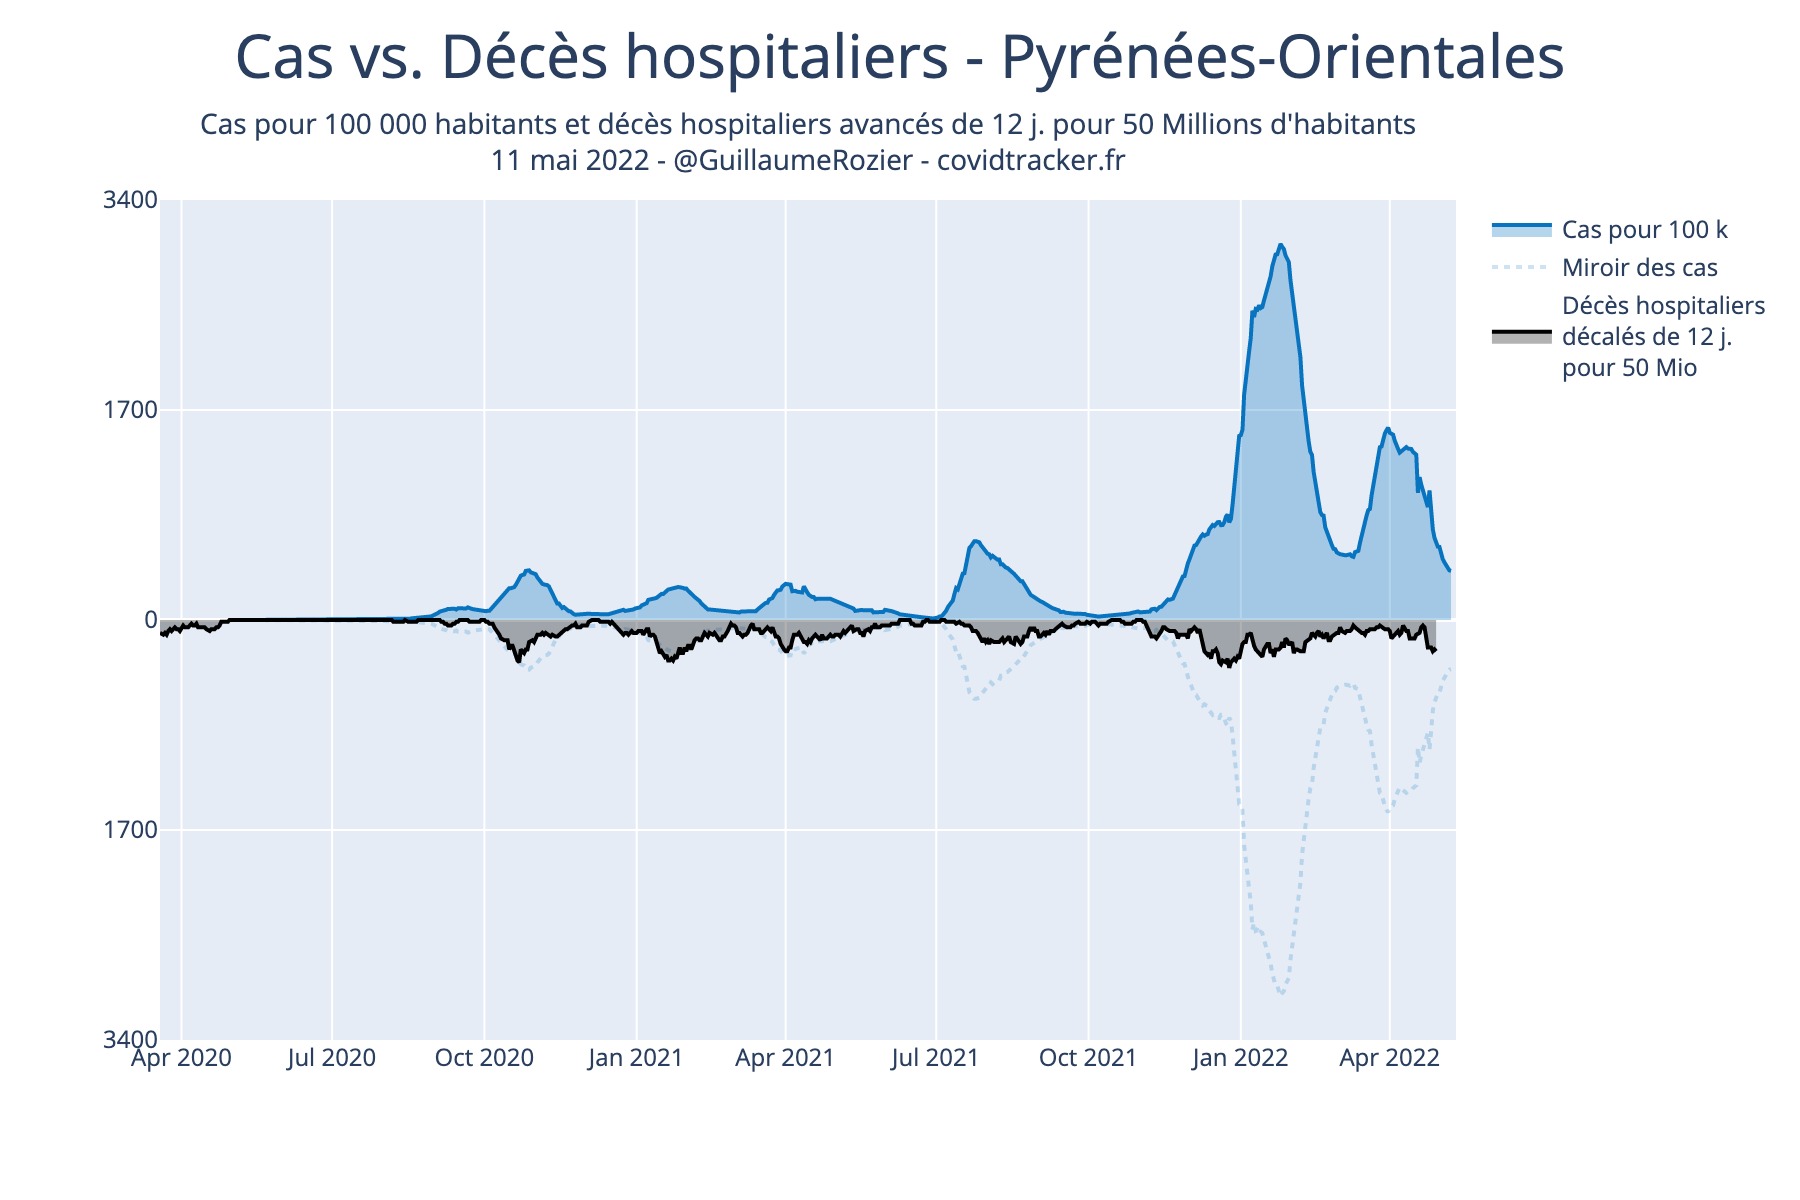 Cas vs. Décès hospitaliers - Pyrénées-Orientales
Cas pour 100 000 habitants et décès hospitaliers avancés de 12 j. pour 50 Millions d'habitants
11 mai 2022 - @GuillaumeRozier - covidtracker.fr
3400
1700
0
1700
3400
Apr 2020
Jul 2020
Oct 2020
Jan 2021
Apr 2021
Jul 2021
Oct 2021
Jan 2022
Apr 2022
Cas pour 100 k
Miroir des cas
Décès hospitaliers
décalés de 12 j.
pour 50 Mio